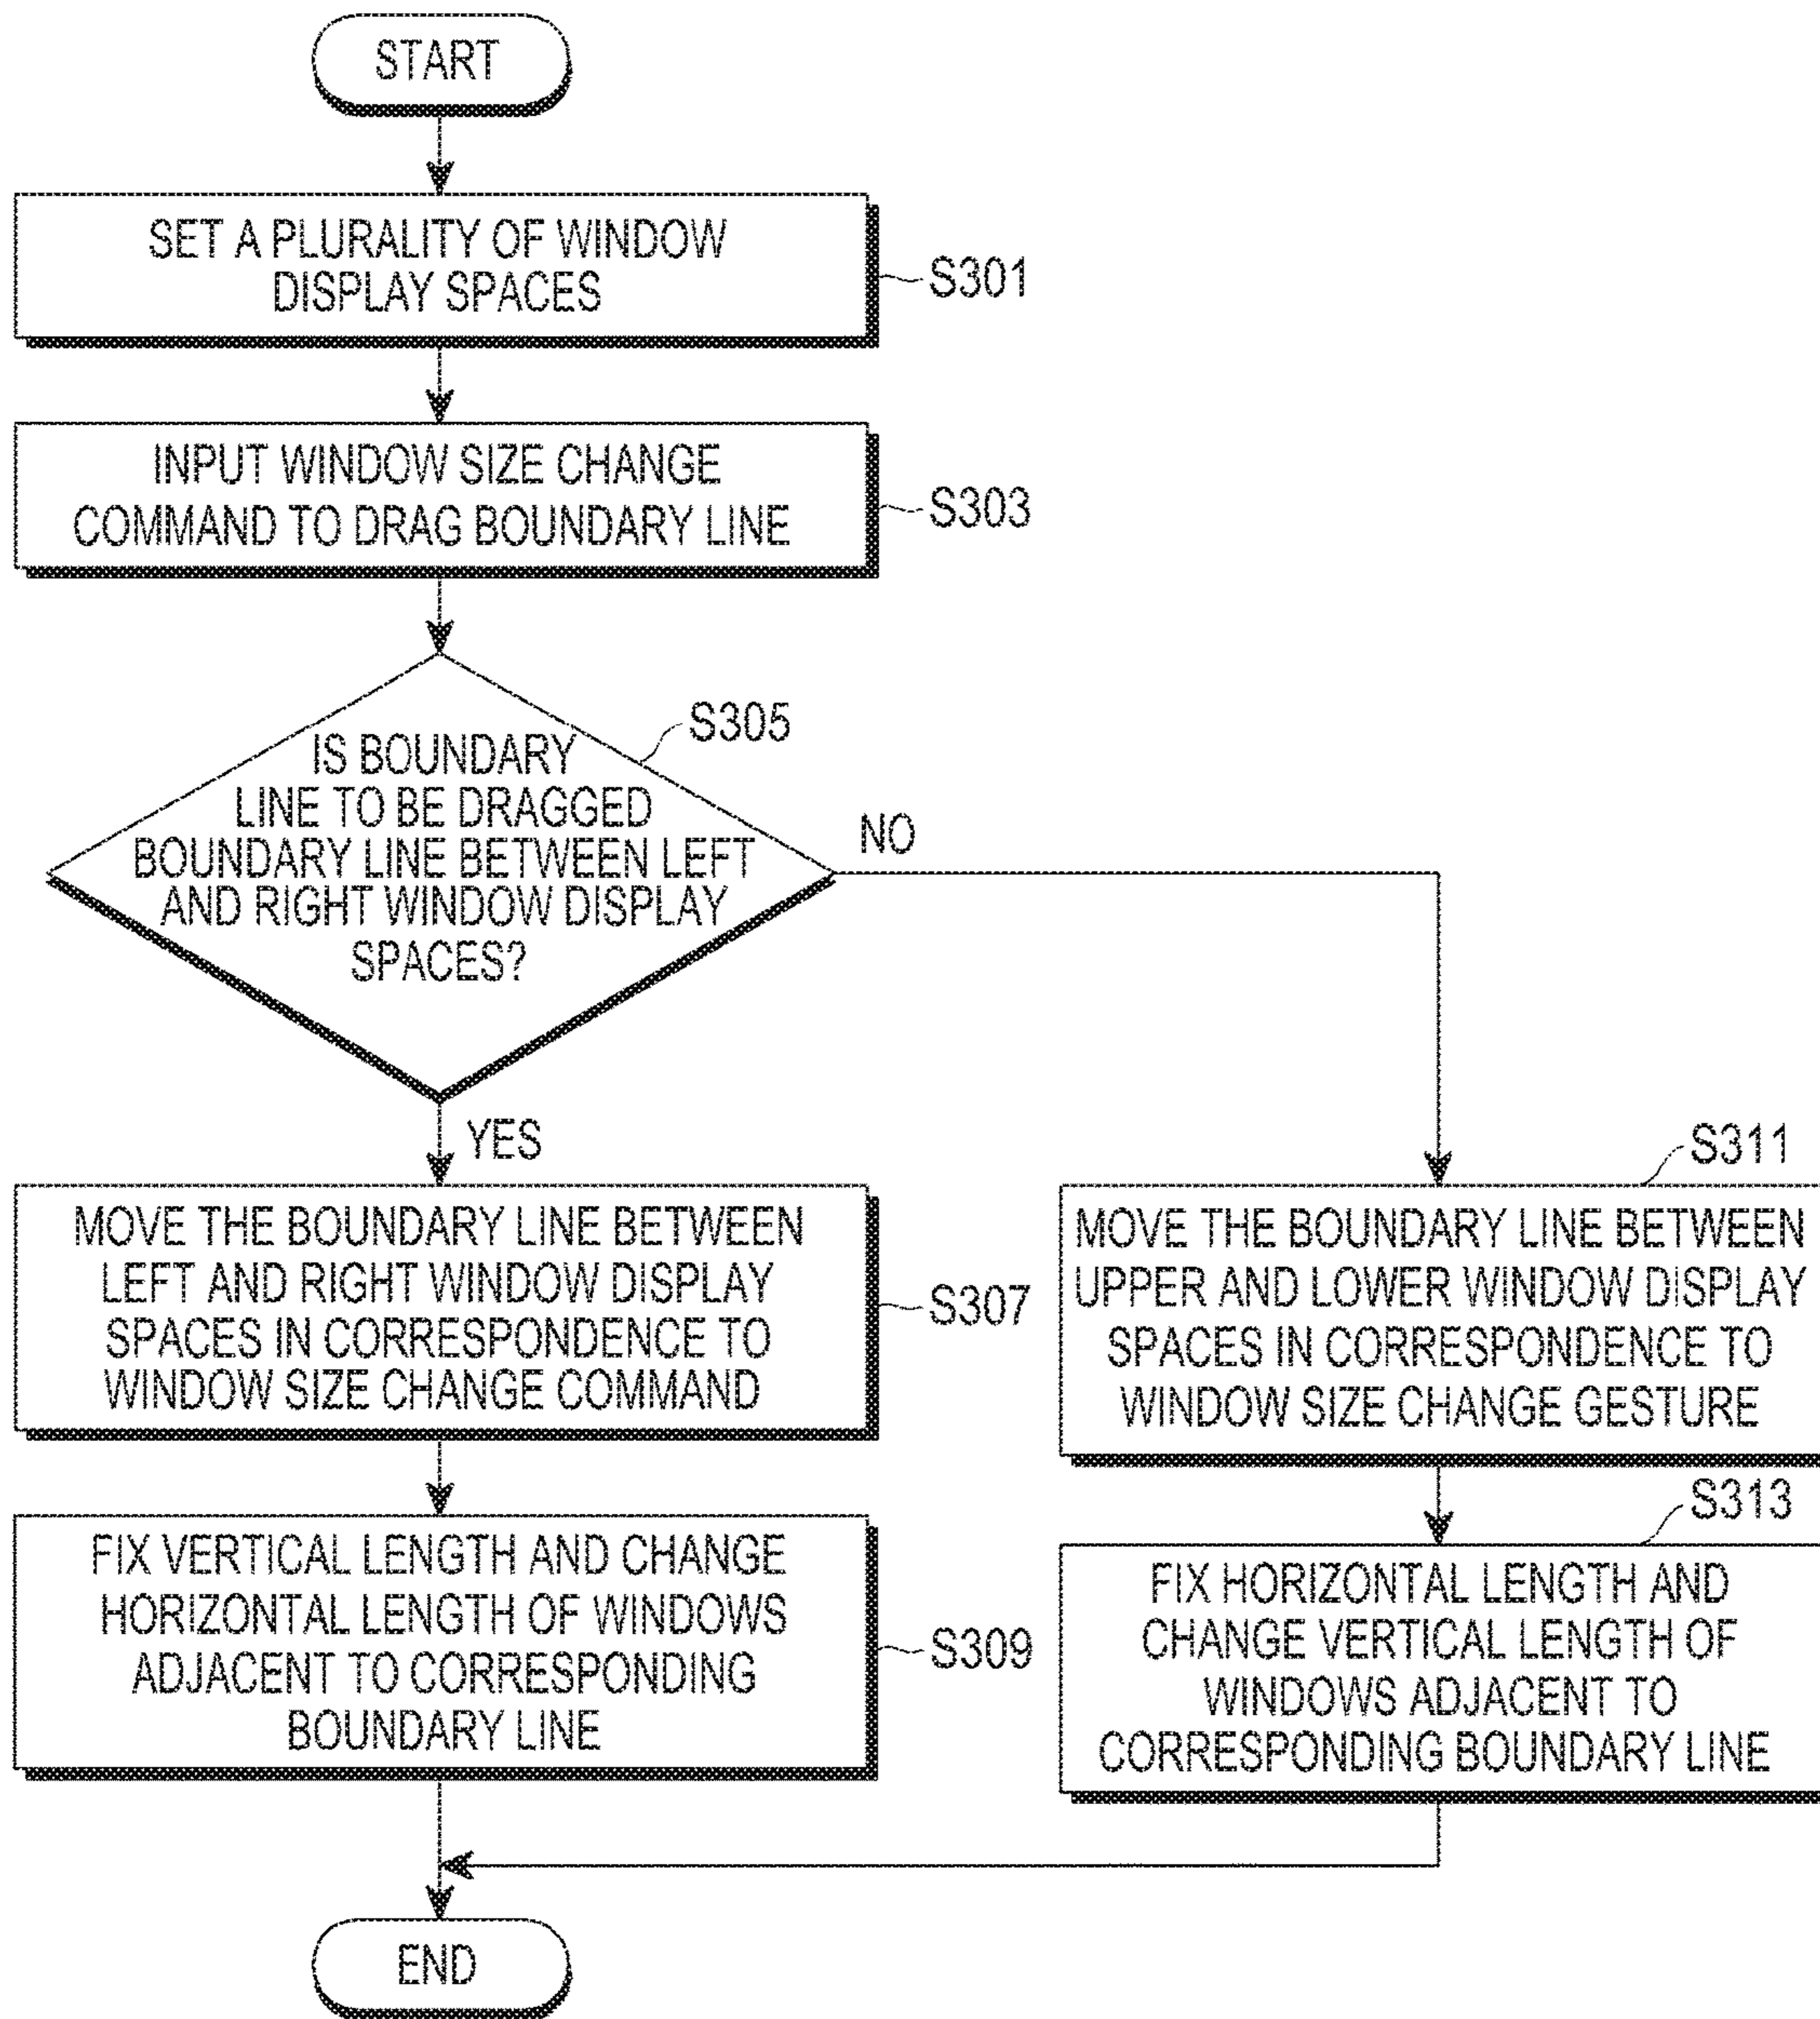 START
SET A PLURALITY OF WINDOW
DISPLAY SPACES
S301
INPUT WINDOW SIZE CHANGE
COMMAND TO DRAG BOUNDARY LINE
S303
S305
IS BOUNDARY
LINE TO BE DRAGGED
BOUNDARY LINE BETWEEN LEFT
AND RIGHT WINDOW DISPLAY
SPACES?
NO
YES
MOVE THE BOUNDARY LINE BETWEEN
LEFT AND RIGHT WINDOW DISPLAY
SPACES IN CORRESPONDENCE TO
WINDOW SIZE CHANGE COMMAND
S307
S311
MOVE THE BOUNDARY LINE BETWEEN
UPPER AND LOWER WINDOW DISPLAY
SPACES IN CORRESPONDENCE TO
WINDOW SIZE CHANGE GESTURE
FIX VERTICAL LENGTH AND CHANGE
HORIZONTAL LENGTH OF WINDOWS
ADJACENT TO CORRESPONDING
BOUNDARY LINE
S309
S313
FIX HORIZONTAL LENGTH AND
CHANGE VERTICAL LENGTH OF
WINDOWS ADJACENT TO
CORRESPONDING BOUNDARY LINE
END